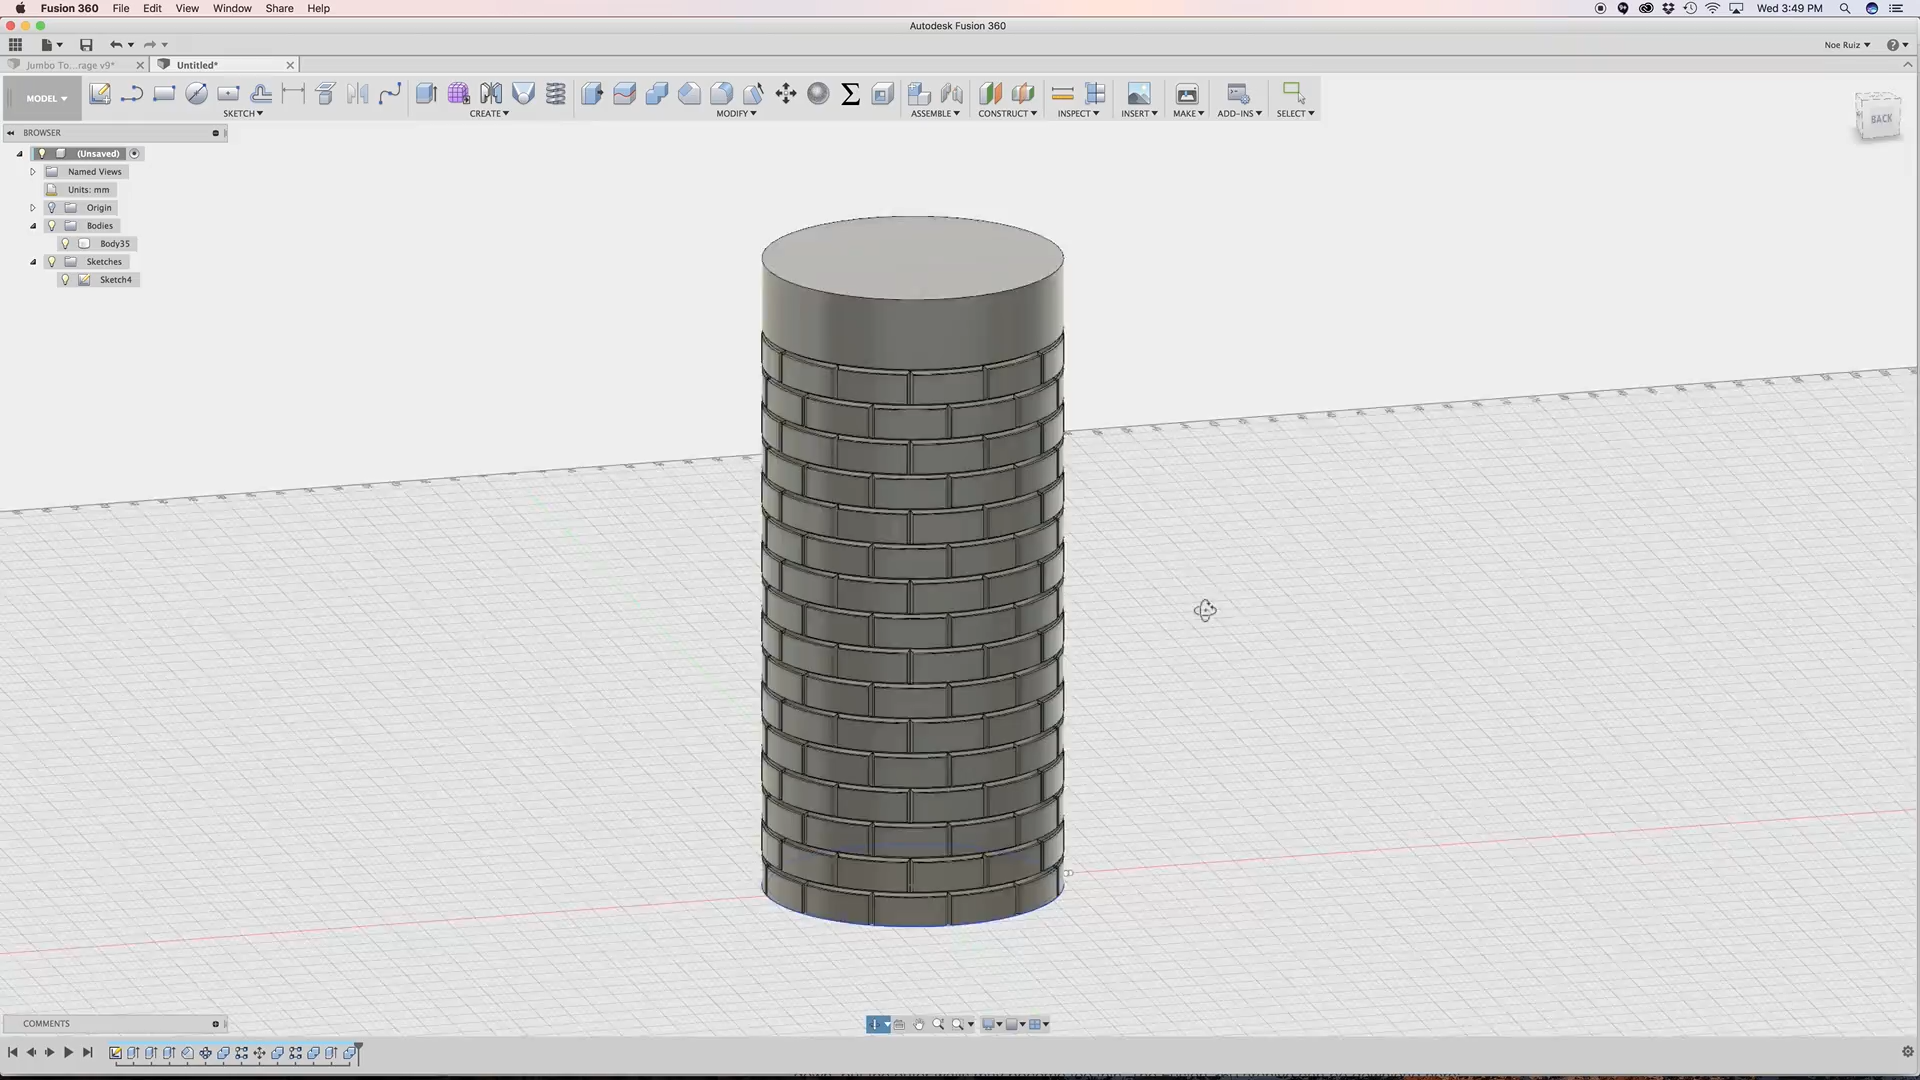 Fusion 360 File Edit View Window Share Help
Wed 3:49 PM
Autodesk Fusion 360
Noe Ruiz
Jumbo To...rage v9*
Untitled*
MODEL
SKETCH
CREATE
MODIFY
ASSEMBLE
CONSTRUCT
INSPECT
INSERT
MAKE
ADD-INS
SELECT
BACK
BROWSER
(Unsaved)
Named Views
Units: mm
Origin
Bodies
Body35
Sketches
Sketch4
COMMENTS